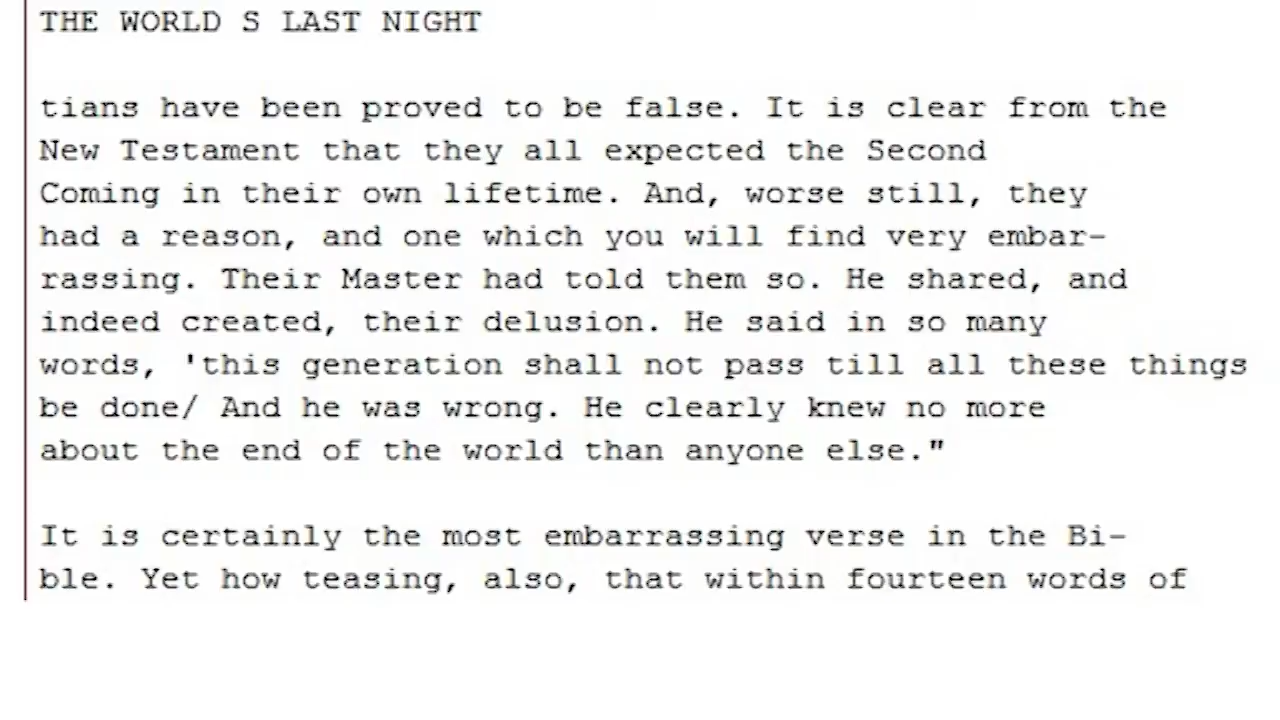 THE WORLD S LAST NIGHT
tians have been proved to be false. It is clear from the
New Testament that they all expected the Second
Coming in their own lifetime. And, worse still, they
had a reason, and one which you will find very embar-
rassing. Their Master had told them so. He shared, and
indeed created, their delusion. He said in so many
words, 'this generation shall not pass till all these things
be done/ And he was wrong. He clearly knew no more
about the end of the world than anyone else."
It is certainly the most embarrassing verse in the Bi-
ble. Yet how teasing, also, that within fourteen words of